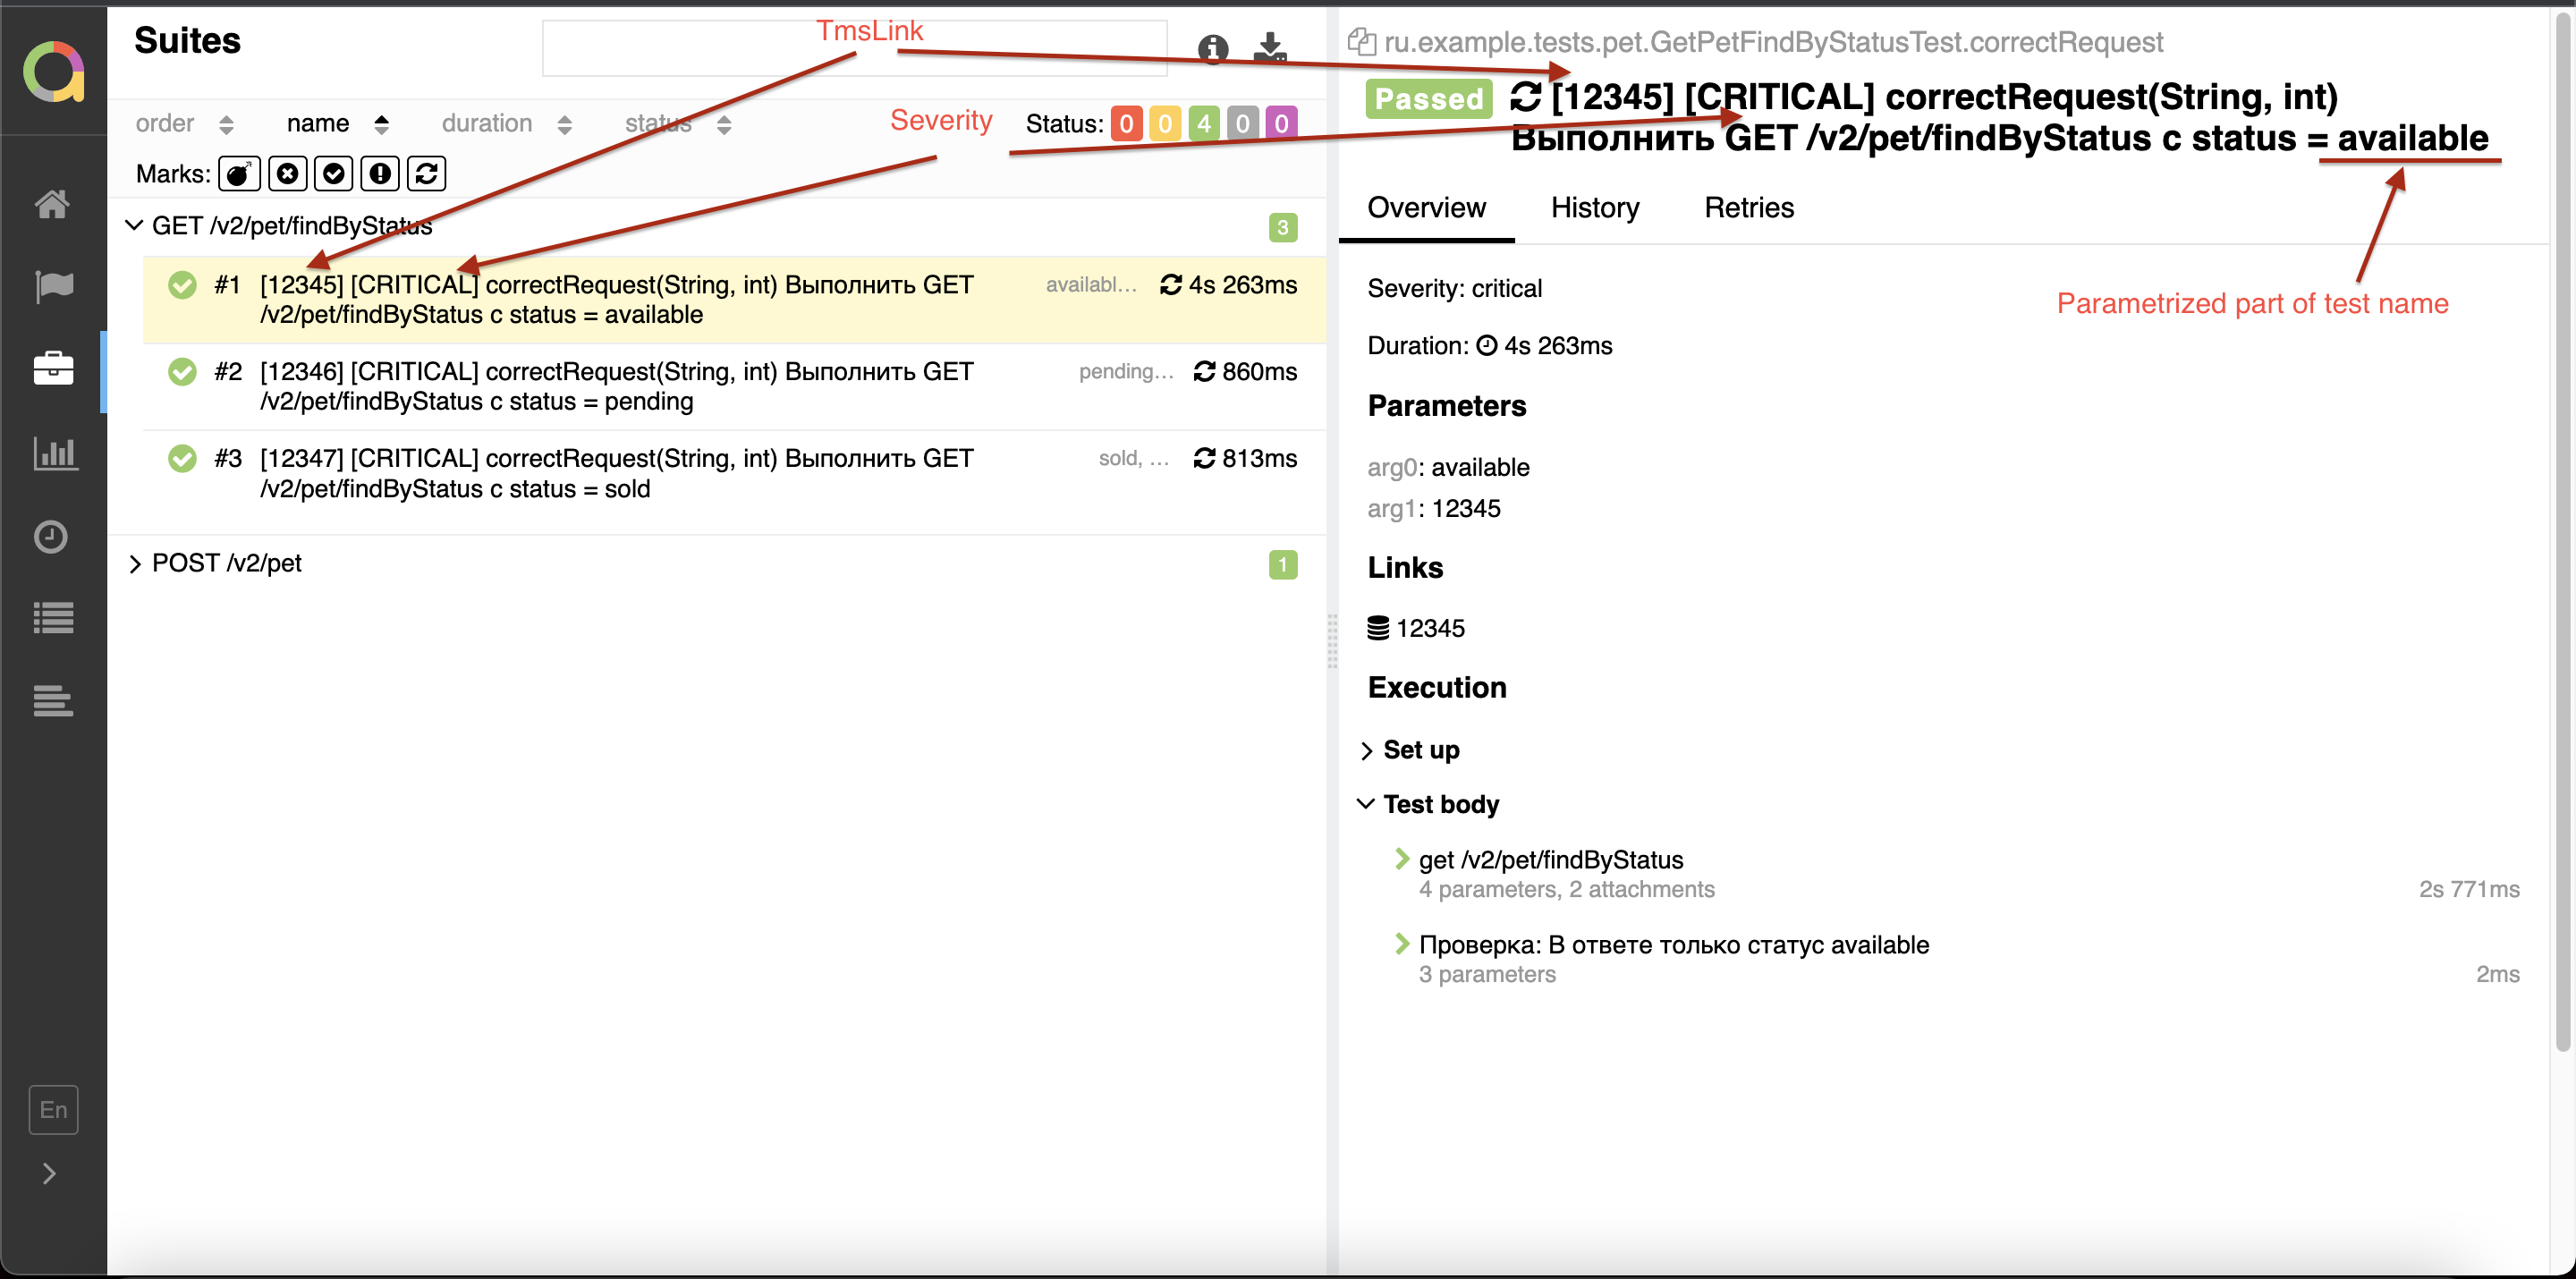 Suites
TmsLink
order name duration status
Severity
Status: 0 0 4 0 0
Marks:
GET /v2/pet/findByStatus
3
#1 [12345] [CRITICAL] correctRequest(String, int) Выполнить GET
/v2/pet/findByStatus с status = available
availabl... 4s 263ms
#2 [12346] [CRITICAL] correctRequest(String, int) Выполнить GET
/v2/pet/findByStatus с status = pending
pending... 860ms
#3 [12347] [CRITICAL] correctRequest(String, int) Выполнить GET
/v2/pet/findByStatus с status = sold
sold, ... 813ms
POST /v2/pet
1
En
ru.example.tests.pet.GetPetFindByStatusTest.correctRequest
Passed [12345] [CRITICAL] correctRequest(String, int)
Выполнить GET /v2/pet/findByStatus с status = available
Overview History Retries
Severity: critical
Parametrized part of test name
Duration: 4s 263ms
Parameters
arg0: available
arg1: 12345
Links
12345
Execution
Set up
Test body
get /v2/pet/findByStatus
4 parameters, 2 attachments 2s 771ms
Проверка: В ответе только статус available
3 parameters 2ms